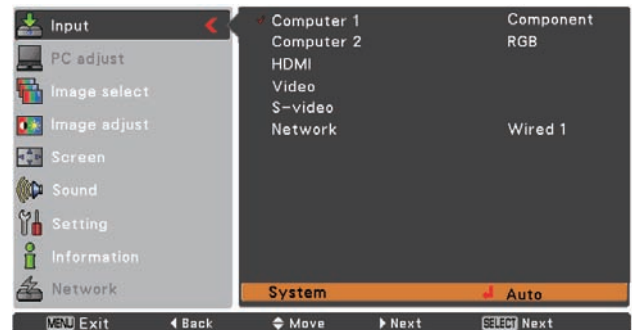 Input
PC adjust
Image select
Image adjust
Screen
Sound
Setting
Information
Network
Computer 1 Component
Computer 2 RGB
HDMI
Video
S-video
Network Wired 1
System Auto
MENU Exit Back Move Next SELECT Next